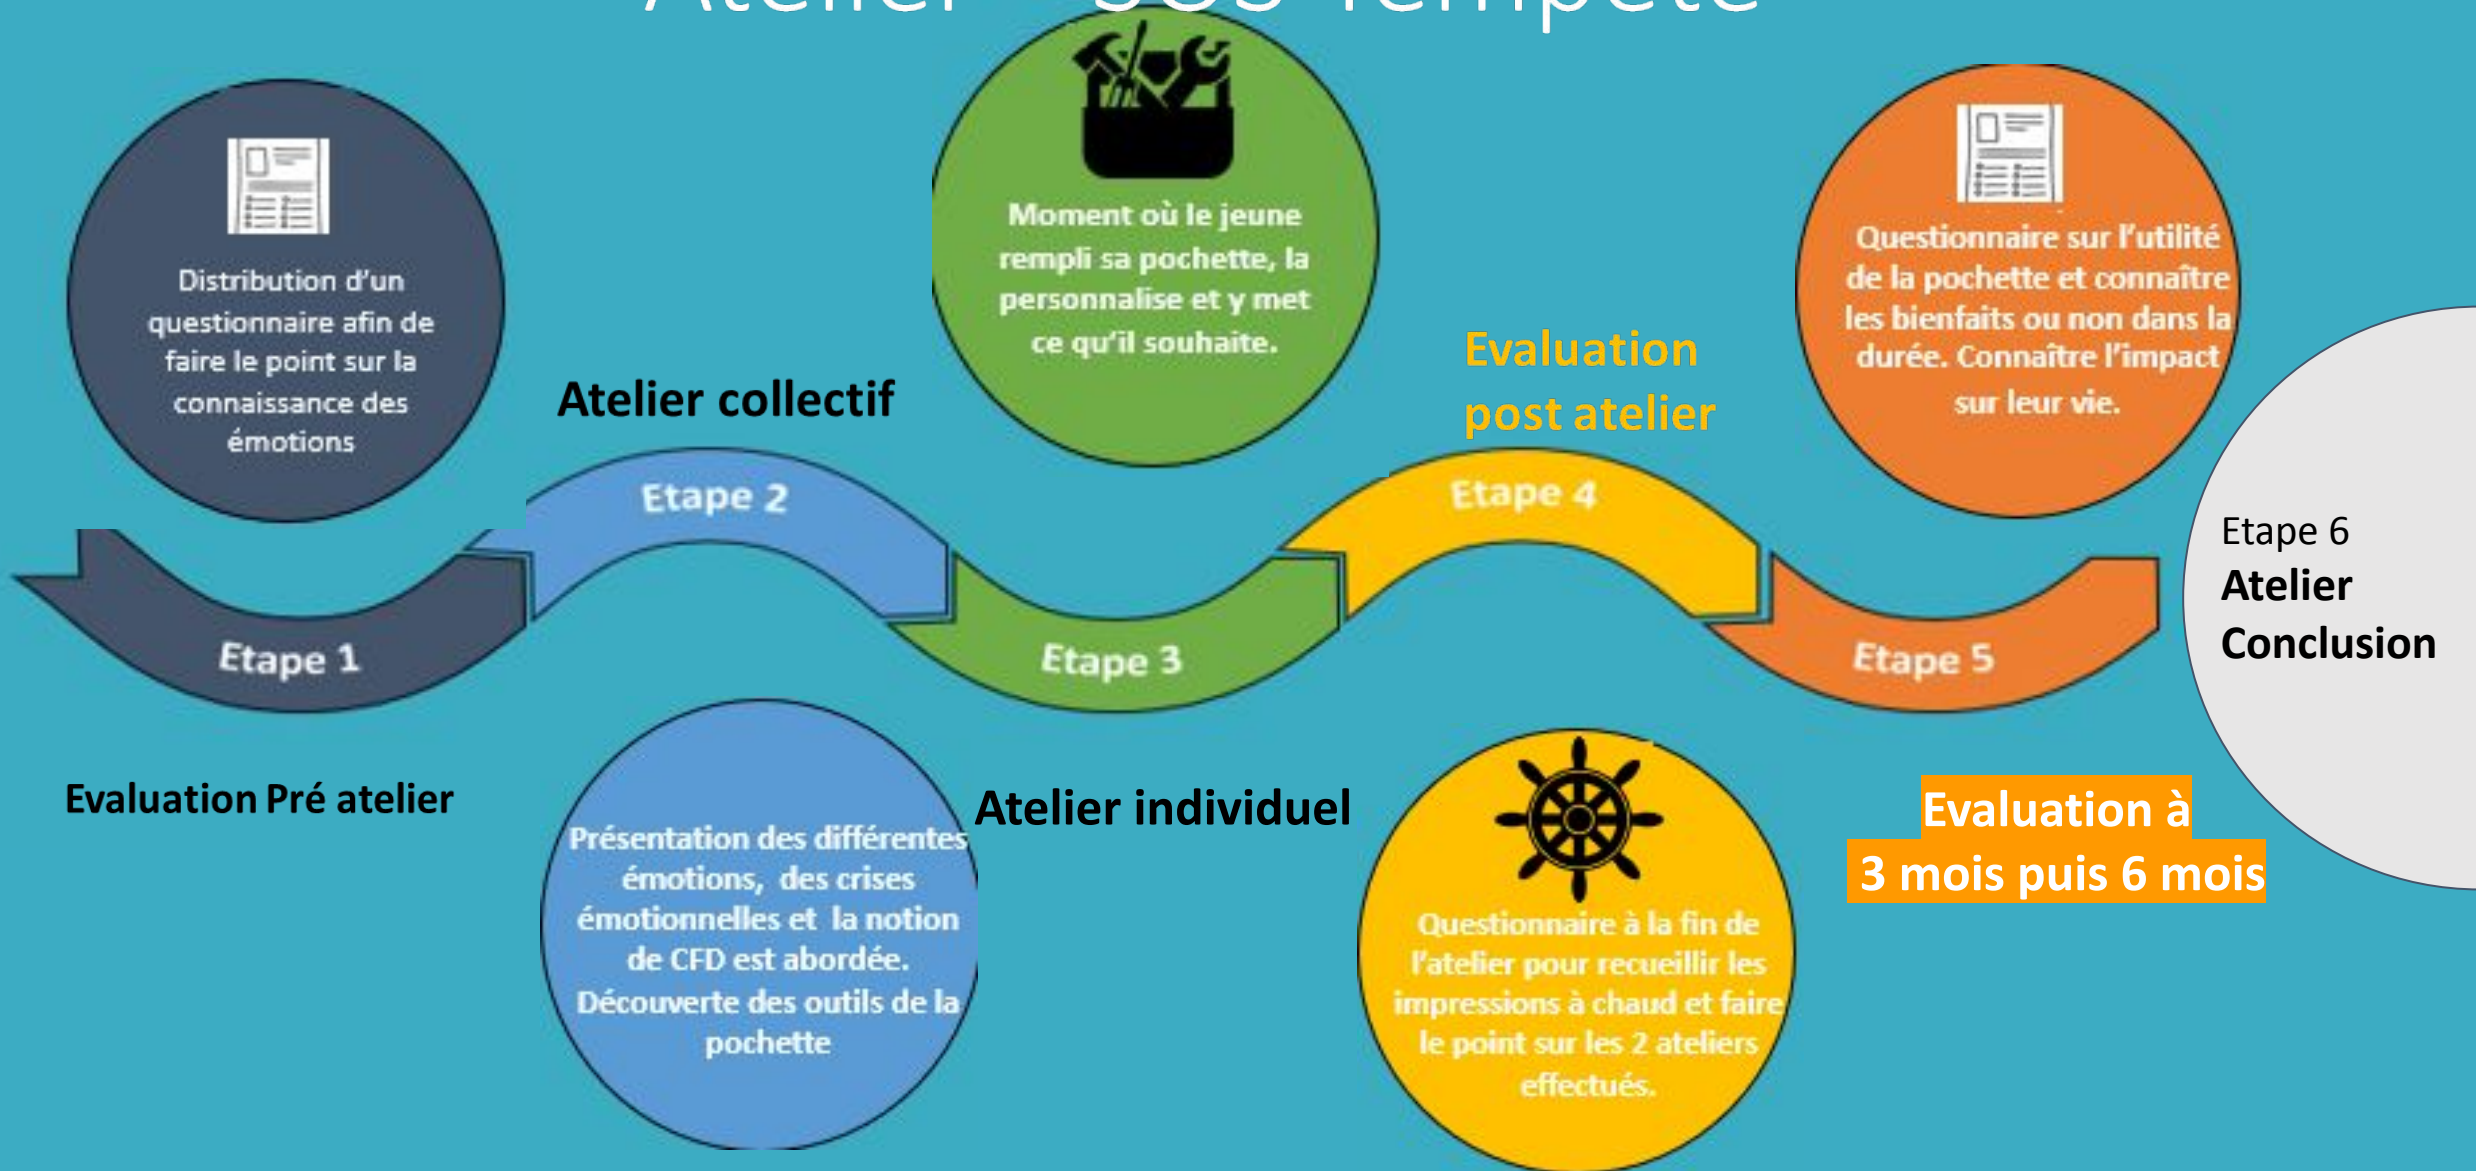 Atelier "SOS Tempête"
Distribution d'un
questionnaire afin de
faire le point sur la
connaissance des
émotions
Etape 1
Evaluation Pré atelier
Atelier collectif
Etape 2
Présentation des différentes
émotions, des crises
émotionnelles et la notion
de CFD est abordée.
Découverte des outils de la
pochette
Moment où le jeune
rempli sa pochette, la
personnalise et y met
ce qu'il souhaite.
Etape 3
Atelier individuel
Evaluation
post atelier
Etape 4
Questionnaire à la fin de
l'atelier pour recueillir les
impressions à chaud et faire
le point sur les 2 ateliers
effectués.
Questionnaire sur l'utilité
de la pochette et connaître
les bienfaits ou non dans la
durée. Connaître l'impact
sur leur vie.
Etape 5
Evaluation à
3 mois puis 6 mois
Etape 6
Atelier
Conclusion